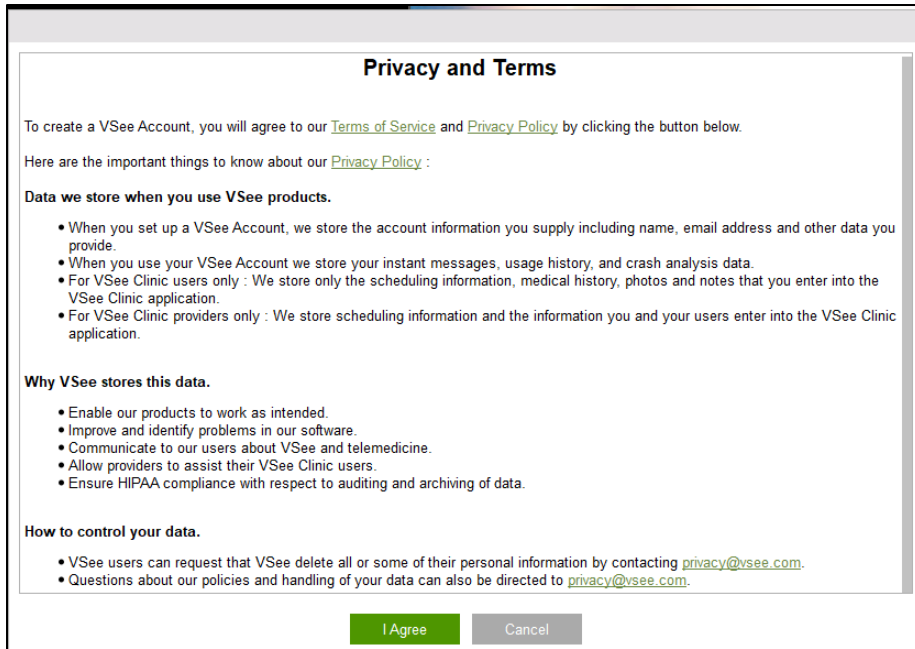 Privacy and Terms
To create a VSee Account, you will agree to our Terms of Service and Privacy Policy by clicking the button below.
Here are the important things to know about our Privacy Policy :
Data we store when you use VSee products.
• When you set up a VSee Account, we store the account information you supply including name, email address and other data you
provide.
• When you use your VSee Account we store your instant messages, usage history, and crash analysis data.
• For VSee Clinic users only : We store only the scheduling information, medical history, photos and notes that you enter into the
VSee Clinic application.
• For VSee Clinic providers only : We store scheduling information and the information you and your users enter into the VSee Clinic
application.
Why VSee stores this data.
• Enable our products to work as intended.
• Improve and identify problems in our software.
• Communicate to our users about VSee and telemedicine.
• Allow providers to assist their VSee Clinic users.
• Ensure HIPAA compliance with respect to auditing and archiving of data.
How to control your data.
• VSee users can request that VSee delete all or some of their personal information by contacting privacy@vsee.com.
• Questions about our policies and handling of your data can also be directed to privacy@vsee.com.
I Agree
Cancel